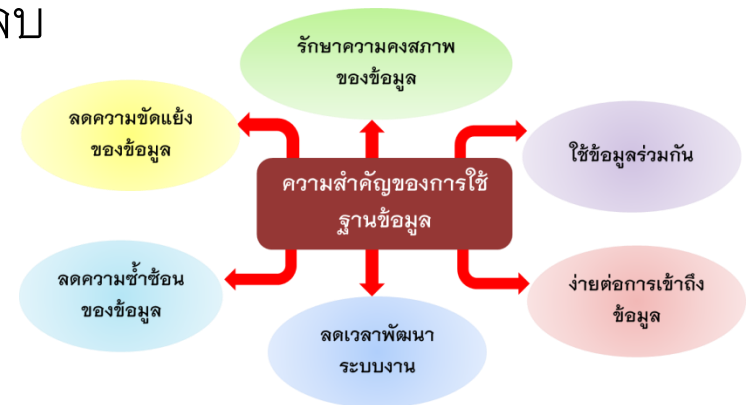 รักษาความคงสภาพ
ของข้อมูล
ลดความขัดแย้ง
ของข้อมูล
ใช้ข้อมูลร่วมกัน
ความสำคัญของการใช้
ฐานข้อมูล
ลดความซ้ำซ้อน
ของข้อมูล
ง่ายต่อการเข้าถึง
ข้อมูล
ลดเวลาพัฒนา
ระบบงาน